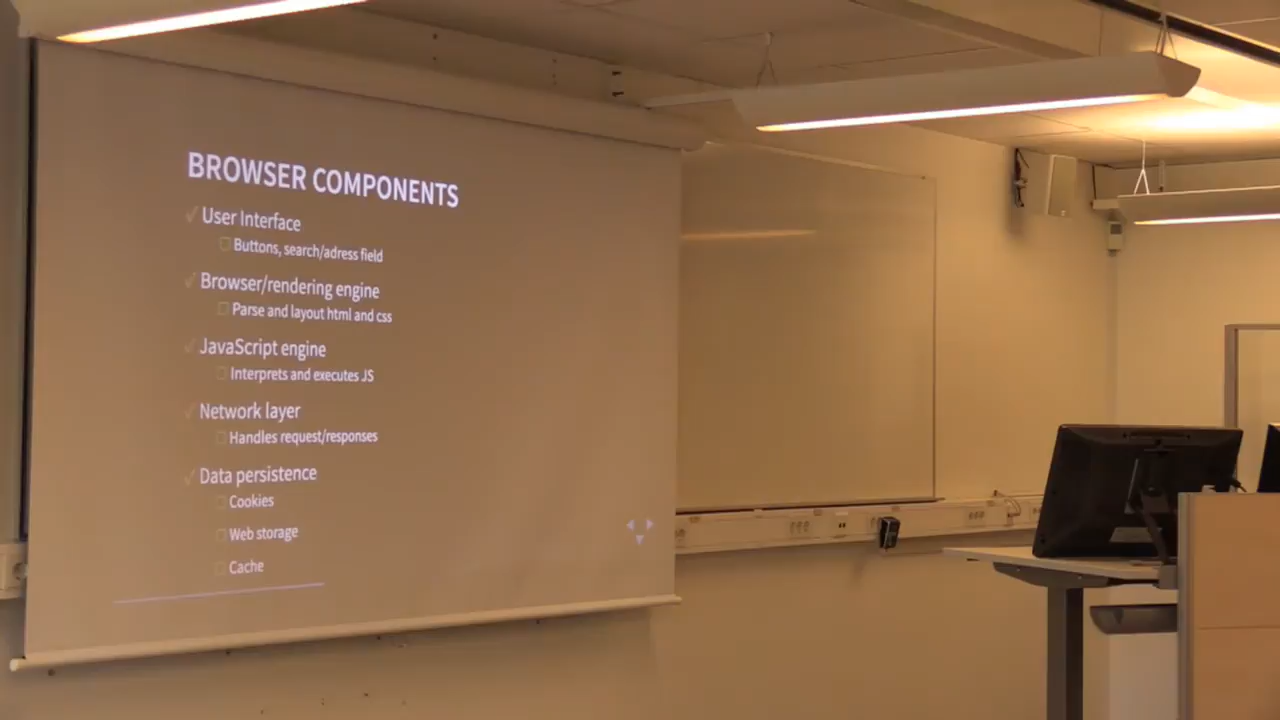 BROWSER COMPONENTS
User Interface
Buttons, search/adress field
Browser/rendering engine
Parse and layout html and css
JavaScript engine
Interprets and executes JS
Network layer
Handles request/responses
Data persistence
Cookies
Web storage
Cache